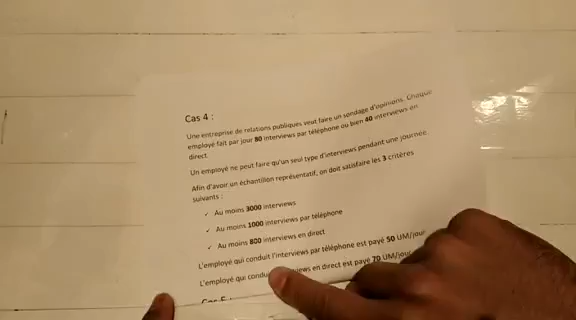 Cas 4 :
Une entreprise de relations publiques veut faire un sondage d'opinions. Chaque
employé fait par jour 80 interviews par téléphone ou bien 40 interviews en
direct.
Un employé ne peut faire qu'un seul type d'interviews pendant une journée.
Afin d'avoir un échantillon représentatif, on doit satisfaire les 3 critères
suivants :
✓ Au moins 3000 interviews
✓ Au moins 1000 interviews par téléphone
✓ Au moins 800 interviews en direct
L'employé qui conduit l'interviews par téléphone est payé 50 UM/jour
L'employé qui en direct est payé 70 UM/jour